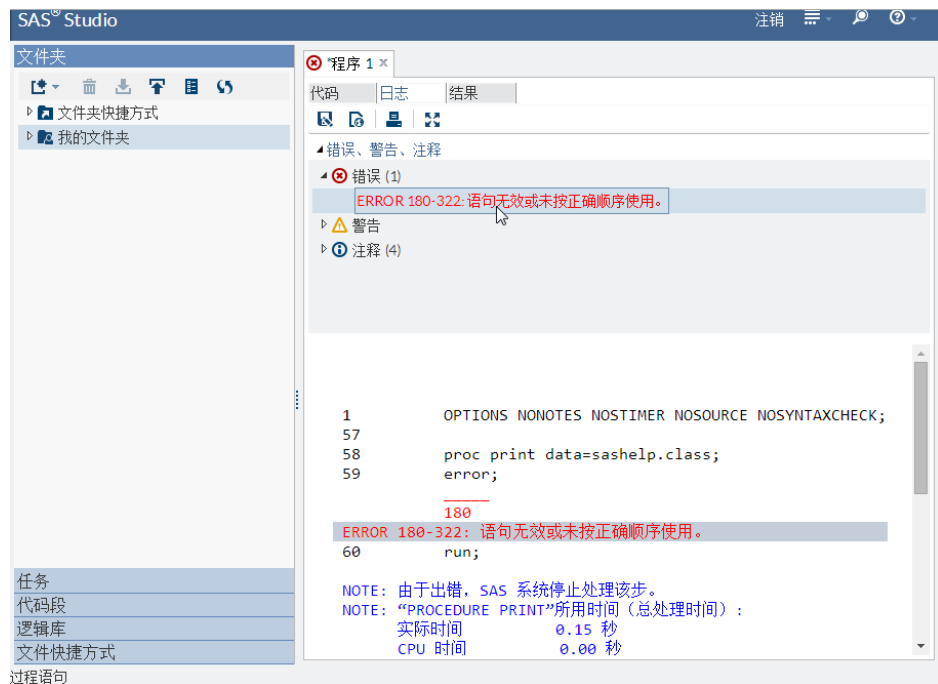 SAS® Studio
注销
文件夹
文件夹快捷方式
我的文件夹
任务
代码段
逻辑库
文件快捷方式
过程语句
*程序 1 ×
代码 日志 结果
错误、警告、注释
错误 (1)
ERROR 180-322: 语句无效或未按正确顺序使用。
警告
注释 (4)
1 OPTIONS NONOTES NOSTIMER NOSOURCE NOSYNTAXCHECK;
57
58 proc print data=sashelp.class;
59 error;
_____
180
ERROR 180-322: 语句无效或未按正确顺序使用。
60 run;
NOTE: 由于出错，SAS 系统停止处理该步。
NOTE: “PROCEDURE PRINT”所用时间（总处理时间）:
实际时间 0.15 秒
CPU 时间 0.00 秒